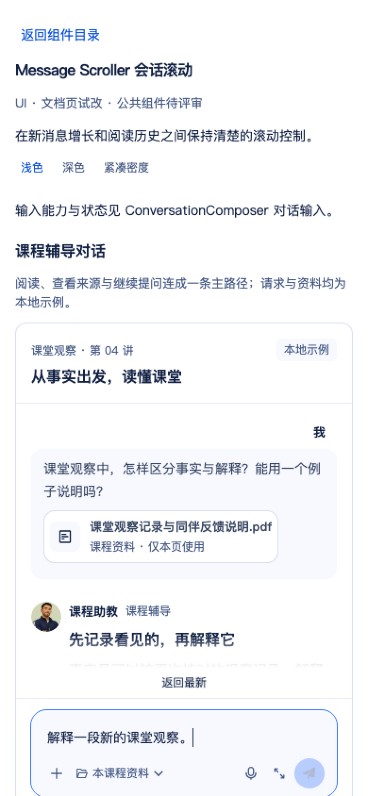 返回组件目录
Message Scroller 会话滚动
UI · 文档页试改 · 公共组件待评审
在新消息增长和阅读历史之间保持清楚的滚动控制。
浅色 深色 紧凑密度
输入能力与状态见 ConversationComposer 对话输入。
课程辅导对话
阅读、查看来源与继续提问连成一条主路径；请求与资料均为
本地示例。
课堂观察 · 第 04 讲 本地示例
从事实出发，读懂课堂
我
课堂观察中，怎样区分事实与解释？能用一个例
子说明吗？
课堂观察记录与同伴反馈说明.pdf
课程资料 · 仅本页使用
课程助教 课程辅导
先记录看见的，再解释它
返回最新
解释一段新的课堂观察。
本课程资料